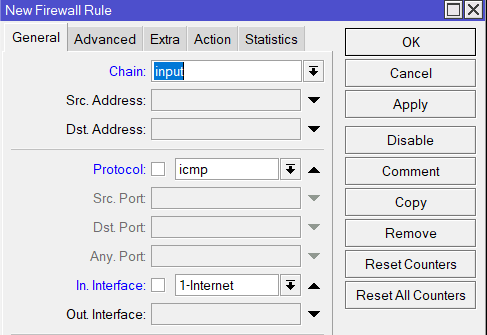 New Firewall Rule
General Advanced Extra Action Statistics
Chain: input
Src. Address:
Dst. Address:
Protocol: icmp
Src. Port:
Dst. Port:
Any. Port:
In. Interface: 1-Internet
Out. Interface:
OK
Cancel
Apply
Disable
Comment
Copy
Remove
Reset Counters
Reset All Counters